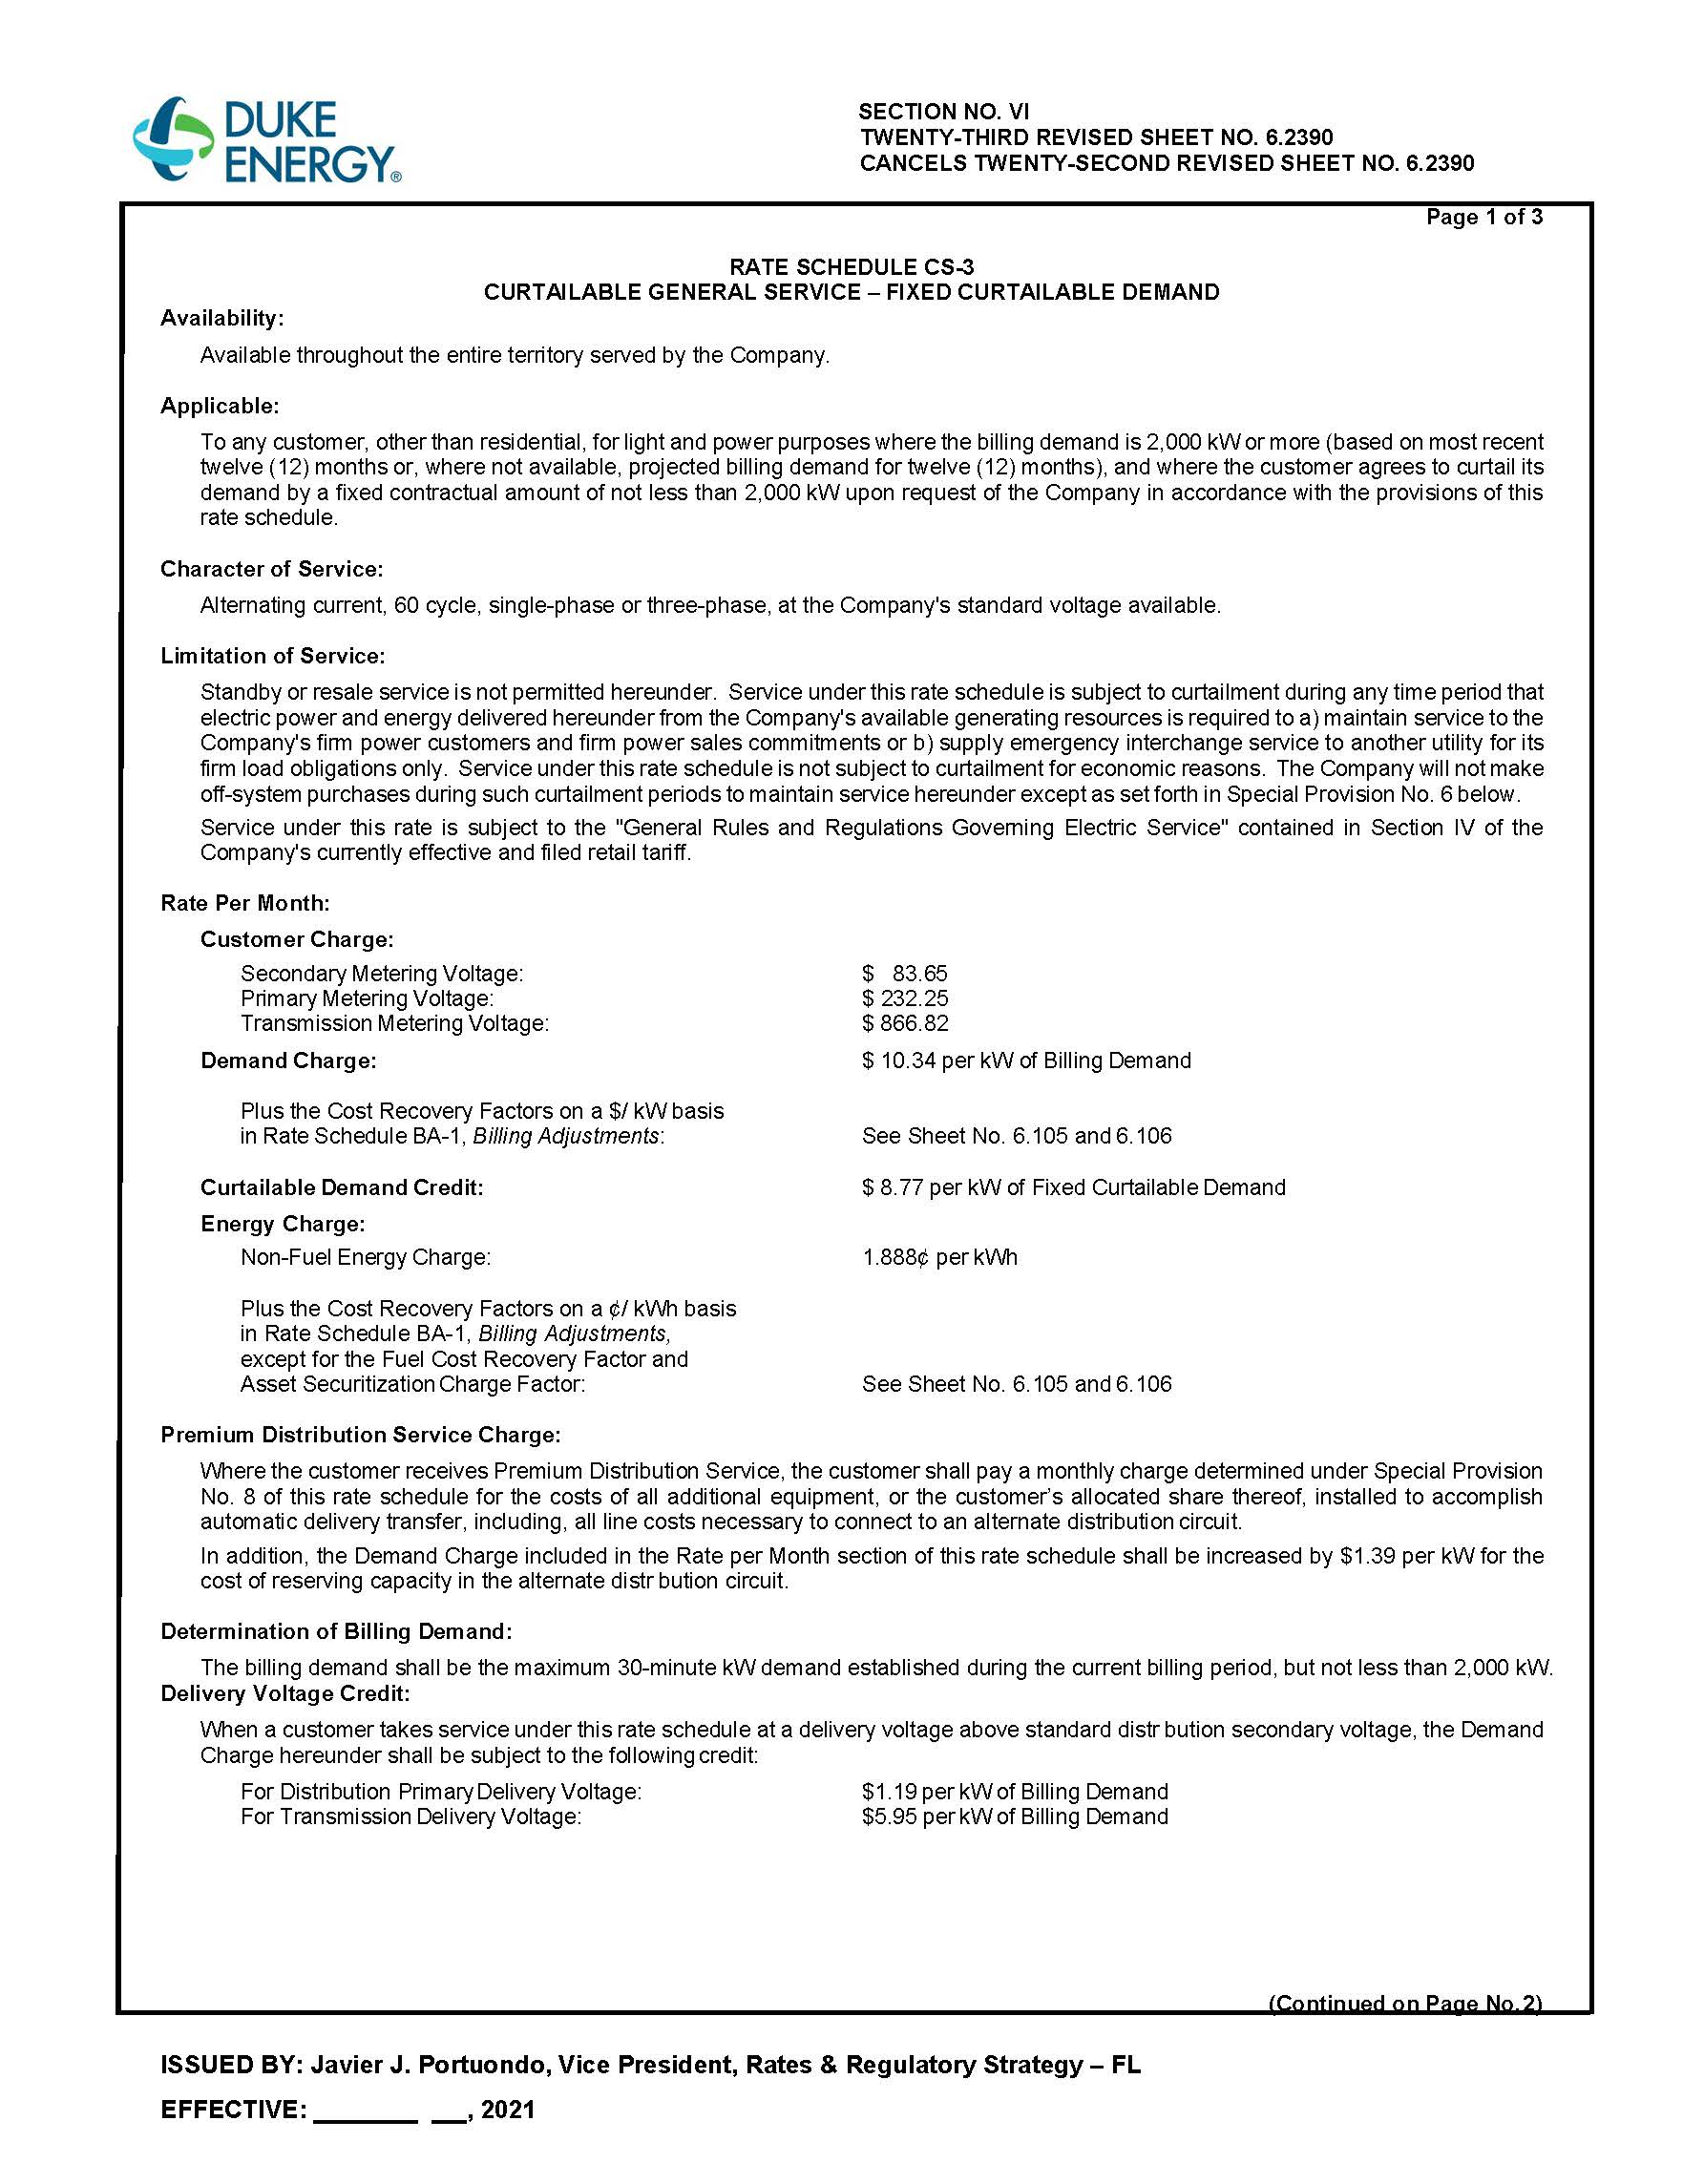 DUKE
ENERGY®
SECTION NO. VI
TWENTY-THIRD REVISED SHEET NO. 6.2390
CANCELS TWENTY-SECOND REVISED SHEET NO. 6.2390
Page 1 of 3
RATE SCHEDULE CS-3
CURTAILABLE GENERAL SERVICE – FIXED CURTAILABLE DEMAND
Availability:
Available throughout the entire territory served by the Company.
Applicable:
To any customer, other than residential, for light and power purposes where the billing demand is 2,000 kW or more (based on most recent
twelve (12) months or, where not available, projected billing demand for twelve (12) months), and where the customer agrees to curtail its
demand by a fixed contractual amount of not less than 2,000 kW upon request of the Company in accordance with the provisions of this
rate schedule.
Character of Service:
Alternating current, 60 cycle, single-phase or three-phase, at the Company's standard voltage available.
Limitation of Service:
Standby or resale service is not permitted hereunder. Service under this rate schedule is subject to curtailment during any time period that
electric power and energy delivered hereunder from the Company's available generating resources is required to a) maintain service to the
Company's firm power customers and firm power sales commitments or b) supply emergency interchange service to another utility for its
firm load obligations only. Service under this rate schedule is not subject to curtailment for economic reasons. The Company will not make
off-system purchases during such curtailment periods to maintain service hereunder except as set forth in Special Provision No. 6 below.
Service under this rate is subject to the "General Rules and Regulations Governing Electric Service" contained in Section IV of the
Company's currently effective and filed retail tariff.
Rate Per Month:
Customer Charge:
Secondary Metering Voltage: $ 83.65
Primary Metering Voltage: $ 232.25
Transmission Metering Voltage: $ 866.82
Demand Charge: $ 10.34 per kW of Billing Demand
Plus the Cost Recovery Factors on a $/ kW basis
in Rate Schedule BA-1, Billing Adjustments: See Sheet No. 6.105 and 6.106
Curtailable Demand Credit: $ 8.77 per kW of Fixed Curtailable Demand
Energy Charge:
Non-Fuel Energy Charge: 1.888¢ per kWh
Plus the Cost Recovery Factors on a ¢/ kWh basis
in Rate Schedule BA-1, Billing Adjustments,
except for the Fuel Cost Recovery Factor and
Asset Securitization Charge Factor: See Sheet No. 6.105 and 6.106
Premium Distribution Service Charge:
Where the customer receives Premium Distribution Service, the customer shall pay a monthly charge determined under Special Provision
No. 8 of this rate schedule for the costs of all additional equipment, or the customer’s allocated share thereof, installed to accomplish
automatic delivery transfer, including, all line costs necessary to connect to an alternate distribution circuit.
In addition, the Demand Charge included in the Rate per Month section of this rate schedule shall be increased by $1.39 per kW for the
cost of reserving capacity in the alternate distr bution circuit.
Determination of Billing Demand:
The billing demand shall be the maximum 30-minute kW demand established during the current billing period, but not less than 2,000 kW.
Delivery Voltage Credit:
When a customer takes service under this rate schedule at a delivery voltage above standard distr bution secondary voltage, the Demand
Charge hereunder shall be subject to the following credit:
For Distribution Primary Delivery Voltage: $1.19 per kW of Billing Demand
For Transmission Delivery Voltage: $5.95 per kW of Billing Demand
(Continued on Page No. 2)
ISSUED BY: Javier J. Portuondo, Vice President, Rates & Regulatory Strategy – FL
EFFECTIVE: ________ ___, 2021